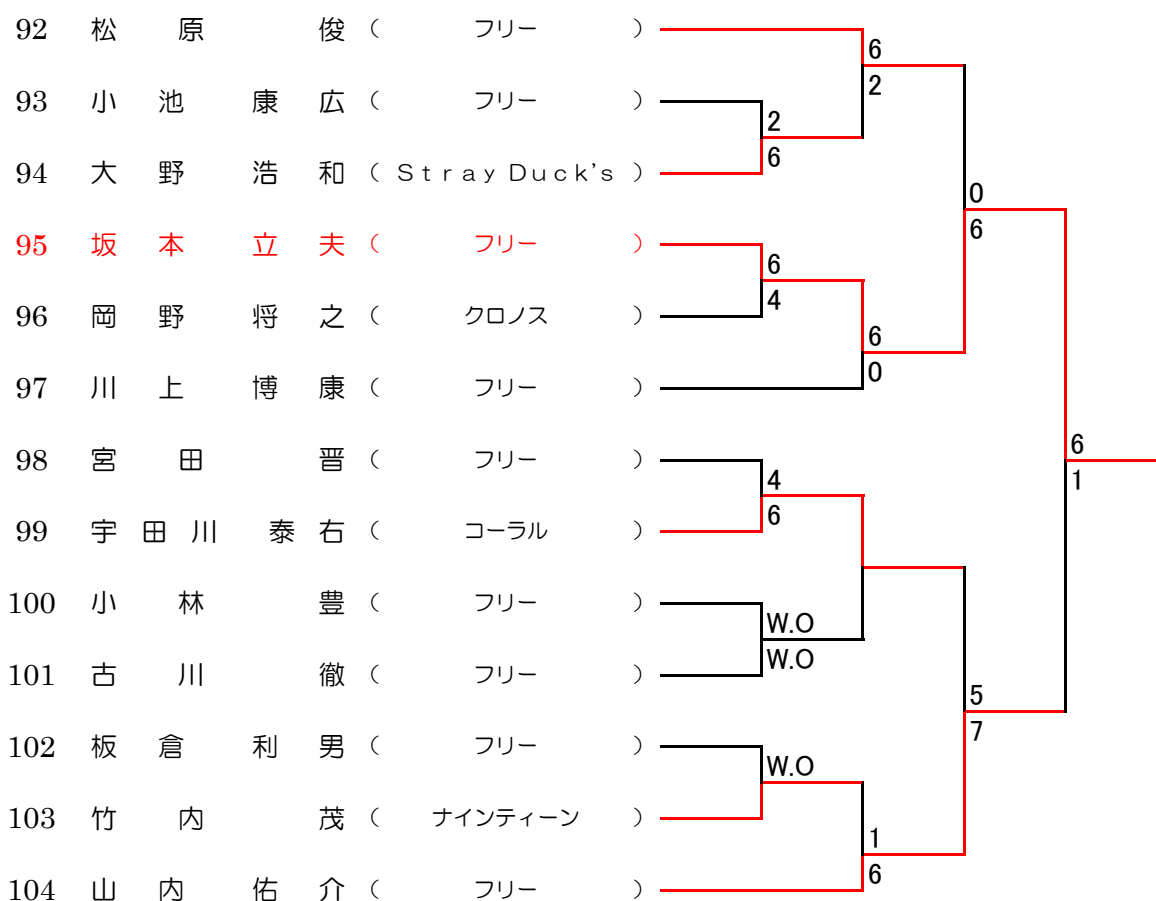 92 松原 俊 ( フリー )
6
93 小池 康広 ( フリー )
2
2
94 大野 浩和 ( Stray Duck's )
6
0
95 坂本 立夫 ( フリー )
6
6
96 岡野 将之 ( クロノス )
4
6
97 川上 博康 ( フリー )
0
98 宮田 晋 ( フリー )
6
1
4
99 宇田川 泰右 ( コーラル )
6
100 小林 豊 ( フリー )
W.O
101 古川 徹 ( フリー )
W.O
5
102 板倉 利男 ( フリー )
7
W.O
103 竹内 茂 ( ナインティーン )
1
104 山内 佑介 ( フリー )
6